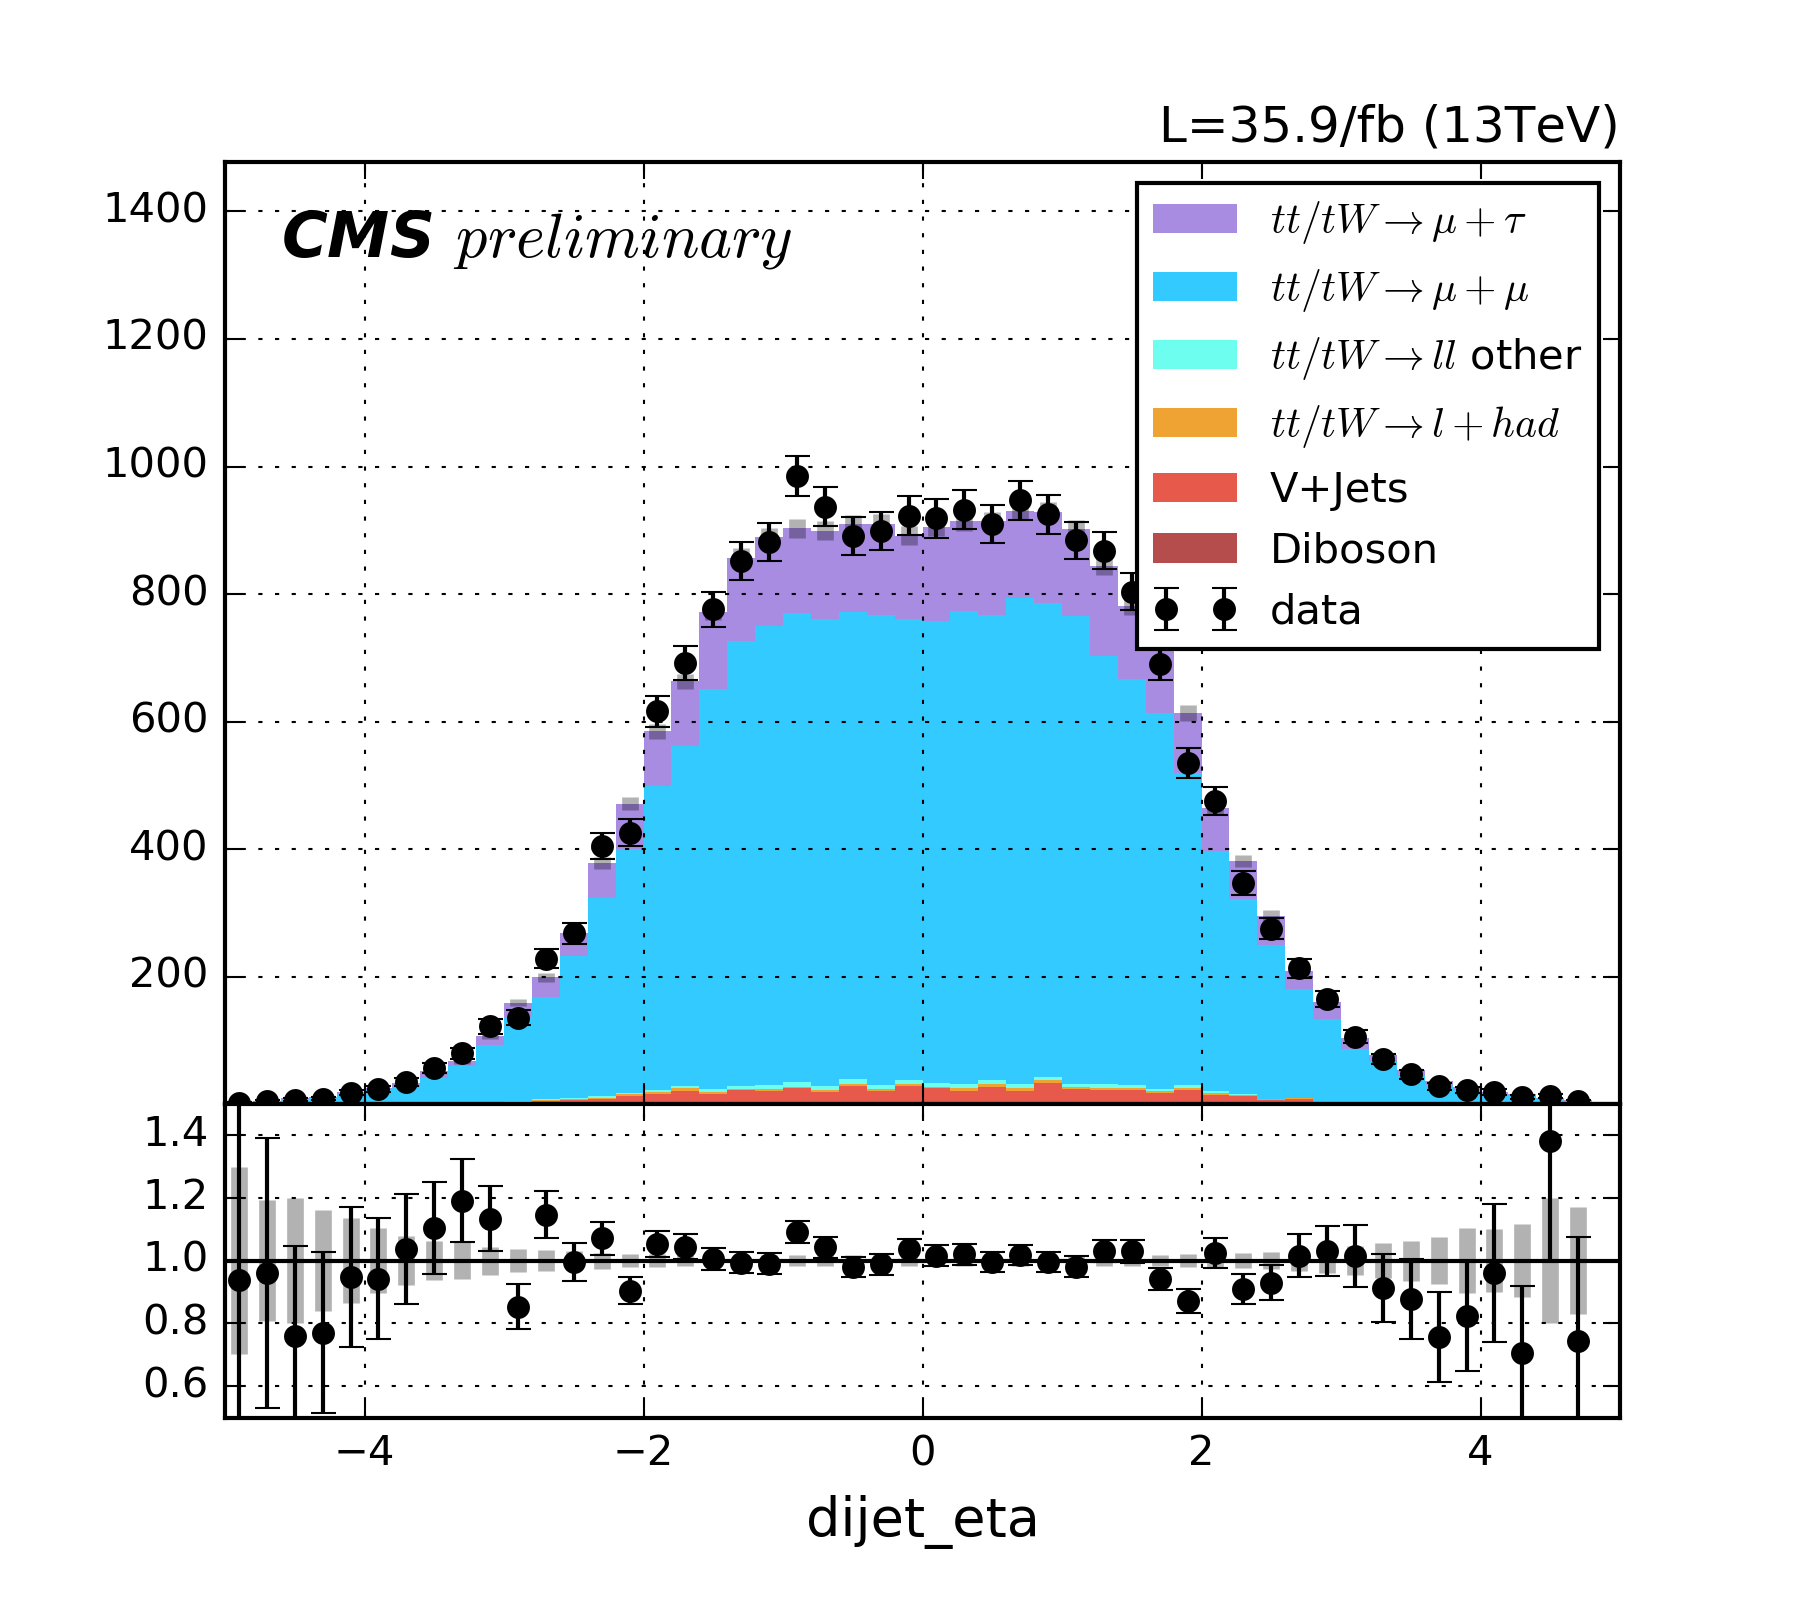 L=35.9/fb (13TeV)
CMS preliminary
1400
1200
1000
800
600
400
200
tt/tW → μ + τ
tt/tW → μ + μ
tt/tW → ll other
tt/tW → l + had
V+Jets
Diboson
data
1.4
1.2
1.0
0.8
0.6
−4 −2 0 2 4
dijet_eta